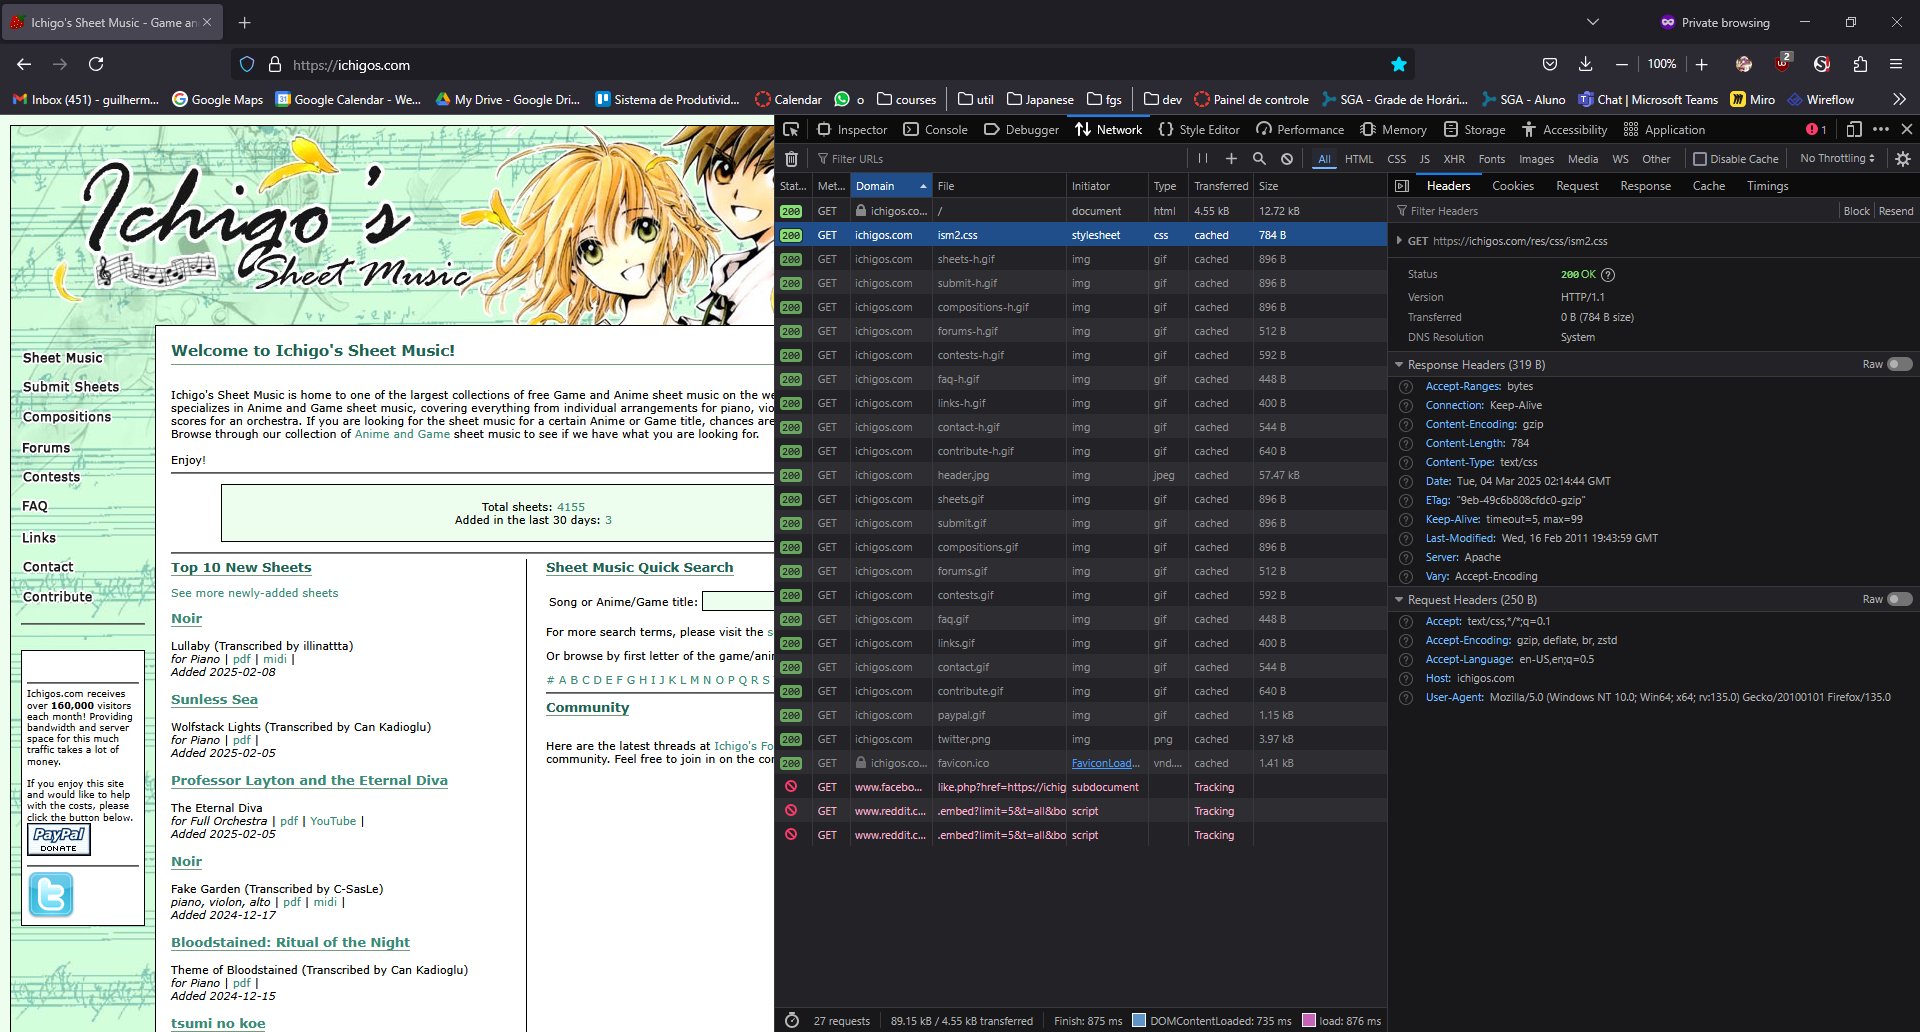 Ichigo's Sheet Music - Game an
Private browsing
https://ichigos.com
100%
2
Inbox (451) - guilherm...
Google Maps
Google Calendar - We...
My Drive - Google Dri...
Sistema de Produtivid...
Calendar
o
courses
util
Japanese
fgs
dev
Painel de controle
SGA - Grade de Horári...
SGA - Aluno
Chat | Microsoft Teams
Miro
Wireflow
Ichigo's
Sheet Music
Sheet Music
Submit Sheets
Compositions
Forums
Contests
FAQ
Links
Contact
Contribute
Ichigos.com receives
over 160,000 visitors
each month! Providing
bandwidth and server
space for this much
traffic takes a lot of
money.
If you enjoy this site
and would like to help
with the costs, please
click the button below.
PayPal
DONATE
Welcome to Ichigo's Sheet Music!
Ichigo's Sheet Music is home to one of the largest collections of free Game and Anime sheet music on the we
specializes in Anime and Game sheet music, covering everything from individual arrangements for piano, vio
scores for an orchestra. If you are looking for the sheet music for a certain Anime or Game title, chances are
Browse through our collection of Anime and Game sheet music to see if we have what you are looking for.
Enjoy!
Total sheets: 4155
Added in the last 30 days: 3
Top 10 New Sheets
See more newly-added sheets
Noir
Lullaby (Transcribed by illinattta)
for Piano | pdf | midi |
Added 2025-02-08
Sunless Sea
Wolfstack Lights (Transcribed by Can Kadioglu)
for Piano | pdf |
Added 2025-02-05
Professor Layton and the Eternal Diva
The Eternal Diva
for Full Orchestra | pdf | YouTube |
Added 2025-02-05
Noir
Fake Garden (Transcribed by C-SasLe)
piano, violon, alto | pdf | midi |
Added 2024-12-17
Bloodstained: Ritual of the Night
Theme of Bloodstained (Transcribed by Can Kadioglu)
for Piano | pdf |
Added 2024-12-15
tsumi no koe
Sheet Music Quick Search
Song or Anime/Game title:
For more search terms, please visit the s
Or browse by first letter of the game/anir
# A B C D E F G H I J K L M N O P Q R S
Community
Here are the latest threads at Ichigo's Fo
community. Feel free to join in on the cor
Inspector Console Debugger Network Style Editor Performance Memory Storage Accessibility Application 1
Filter URLs All HTML CSS JS XHR Fonts Images Media WS Other Disable Cache No Throttling
Stat... Met... Domain File Initiator Type Transferred Size
200 GET ichigos.co... / document html 4.55 kB 12.72 kB
200 GET ichigos.com ism2.css stylesheet css cached 784 B
200 GET ichigos.com sheets-h.gif img gif cached 896 B
200 GET ichigos.com submit-h.gif img gif cached 896 B
200 GET ichigos.com compositions-h.gif img gif cached 896 B
200 GET ichigos.com forums-h.gif img gif cached 512 B
200 GET ichigos.com contests-h.gif img gif cached 592 B
200 GET ichigos.com faq-h.gif img gif cached 448 B
200 GET ichigos.com links-h.gif img gif cached 400 B
200 GET ichigos.com contact-h.gif img gif cached 544 B
200 GET ichigos.com contribute-h.gif img gif cached 640 B
200 GET ichigos.com header.jpg img jpeg cached 57.47 kB
200 GET ichigos.com sheets.gif img gif cached 896 B
200 GET ichigos.com submit.gif img gif cached 896 B
200 GET ichigos.com compositions.gif img gif cached 896 B
200 GET ichigos.com forums.gif img gif cached 512 B
200 GET ichigos.com contests.gif img gif cached 592 B
200 GET ichigos.com faq.gif img gif cached 448 B
200 GET ichigos.com links.gif img gif cached 400 B
200 GET ichigos.com contact.gif img gif cached 544 B
200 GET ichigos.com contribute.gif img gif cached 640 B
200 GET ichigos.com paypal.gif img gif cached 1.15 kB
200 GET ichigos.com twitter.png img png cached 3.97 kB
200 GET ichigos.co... favicon.ico FaviconLoad... vnd.... cached 1.41 kB
GET www.facebo... like.php?href=https://ichig subdocument Tracking
GET www.reddit.c... .embed?limit=5&t=all&bo script Tracking
GET www.reddit.c... .embed?limit=5&t=all&bo script Tracking
27 requests 89.15 kB / 4.55 kB transferred Finish: 875 ms DOMContentLoaded: 735 ms load: 876 ms
Headers Cookies Request Response Cache Timings
Filter Headers Block Resend
GET https://ichigos.com/res/css/ism2.css
Status 200 OK
Version HTTP/1.1
Transferred 0 B (784 B size)
DNS Resolution System
Response Headers (319 B) Raw
Accept-Ranges: bytes
Connection: Keep-Alive
Content-Encoding: gzip
Content-Length: 784
Content-Type: text/css
Date: Tue, 04 Mar 2025 02:14:44 GMT
ETag: "9eb-49c6b808cfdc0-gzip"
Keep-Alive: timeout=5, max=99
Last-Modified: Wed, 16 Feb 2011 19:43:59 GMT
Server: Apache
Vary: Accept-Encoding
Request Headers (250 B) Raw
Accept: text/css,*/*;q=0.1
Accept-Encoding: gzip, deflate, br, zstd
Accept-Language: en-US,en;q=0.5
Host: ichigos.com
User-Agent: Mozilla/5.0 (Windows NT 10.0; Win64; x64; rv:135.0) Gecko/20100101 Firefox/135.0